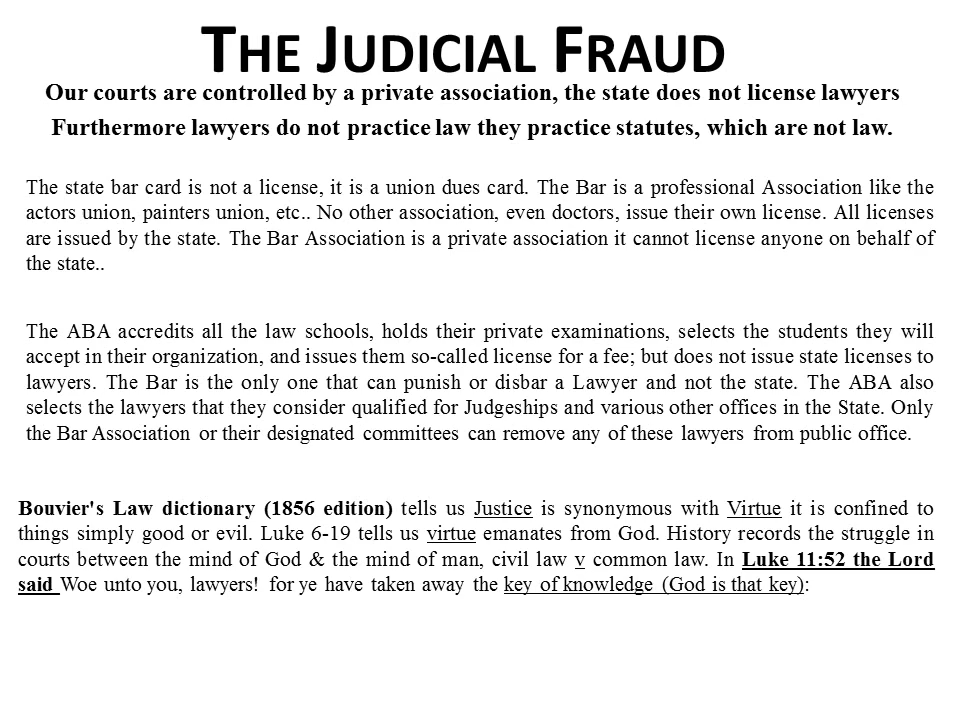 THE JUDICIAL FRAUD
Our courts are controlled by a private association, the state does not license lawyers
Furthermore lawyers do not practice law they practice statutes, which are not law.
The state bar card is not a license, it is a union dues card. The Bar is a professional Association like the
actors union, painters union, etc.. No other association, even doctors, issue their own license. All licenses
are issued by the state. The Bar Association is a private association it cannot license anyone on behalf of
the state..
The ABA accredits all the law schools, holds their private examinations, selects the students they will
accept in their organization, and issues them so-called license for a fee; but does not issue state licenses to
lawyers. The Bar is the only one that can punish or disbar a Lawyer and not the state. The ABA also
selects the lawyers that they consider qualified for Judgeships and various other offices in the State. Only
the Bar Association or their designated committees can remove any of these lawyers from public office.
Bouvier's Law dictionary (1856 edition) tells us Justice is synonymous with Virtue it is confined to
things simply good or evil. Luke 6-19 tells us virtue emanates from God. History records the struggle in
courts between the mind of God & the mind of man, civil law v common law. In Luke 11:52 the Lord
said Woe unto you, lawyers! for ye have taken away the key of knowledge (God is that key):